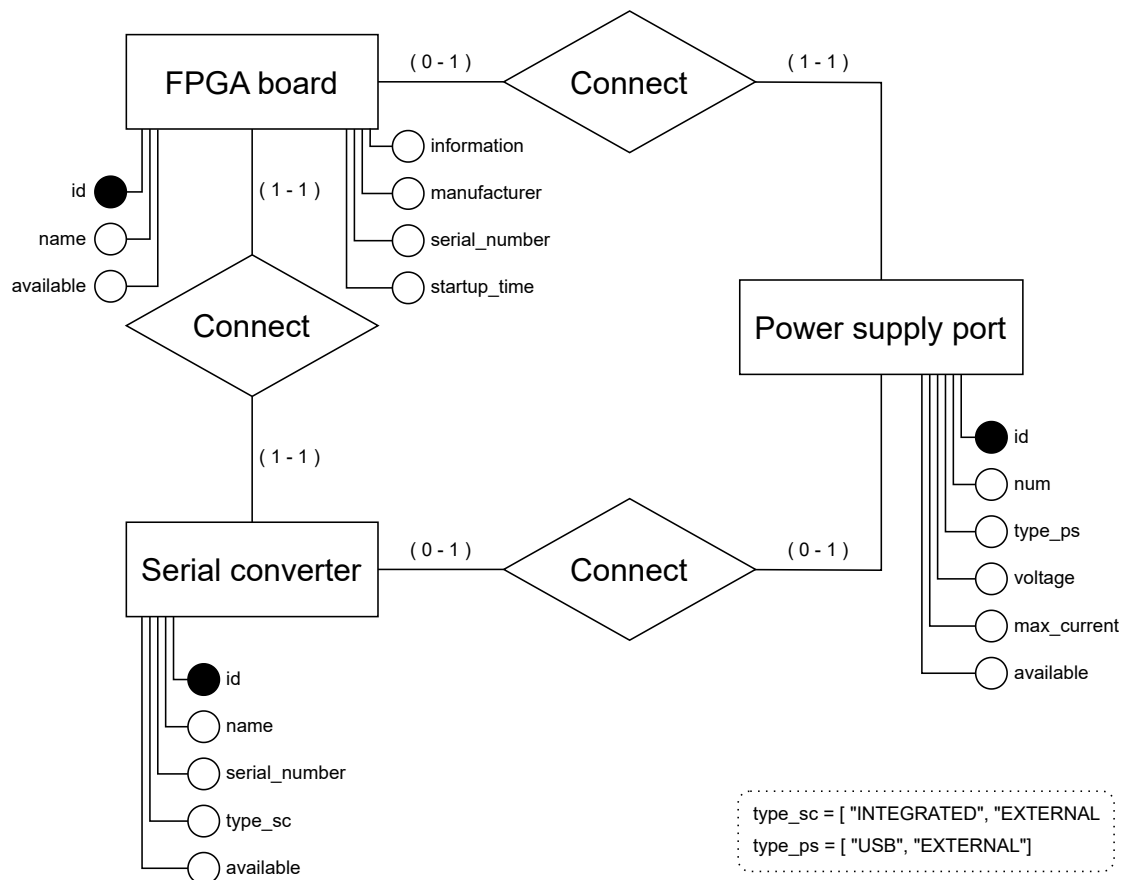 FPGA board
( 0 - 1 )
Connect
( 1 - 1 )
id
name
available
( 1 - 1 )
information
manufacturer
serial_number
startup_time
Connect
( 1 - 1 )
Power supply port
id
num
type_ps
voltage
max_current
available
Serial converter
( 0 - 1 )
Connect
( 0 - 1 )
id
name
serial_number
type_sc
available
type_sc = [ "INTEGRATED", "EXTERNAL
type_ps = [ "USB", "EXTERNAL"]